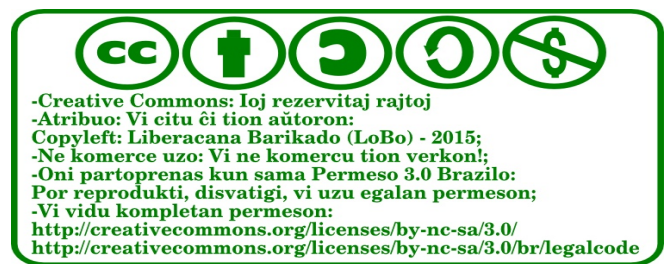 cc $
-Creative Commons: Ioj rezervitaj rajtoj
-Atribuo: Vi citu ĉi tion aŭtoron:
Copyleft: Liberacana Barikado (LoBo) - 2015;
-Ne komerce uzo: Vi ne komercu tion verkon!;
-Oni partoprenas kun sama Permeso 3.0 Brazilo:
Por reprodukti, disvatigi, vi uzu egalan permeson;
-Vi vidu kompletan permeson:
http://creativecommons.org/licenses/by-nc-sa/3.0/
http://creativecommons.org/licenses/by-nc-sa/3.0/br/legalcode